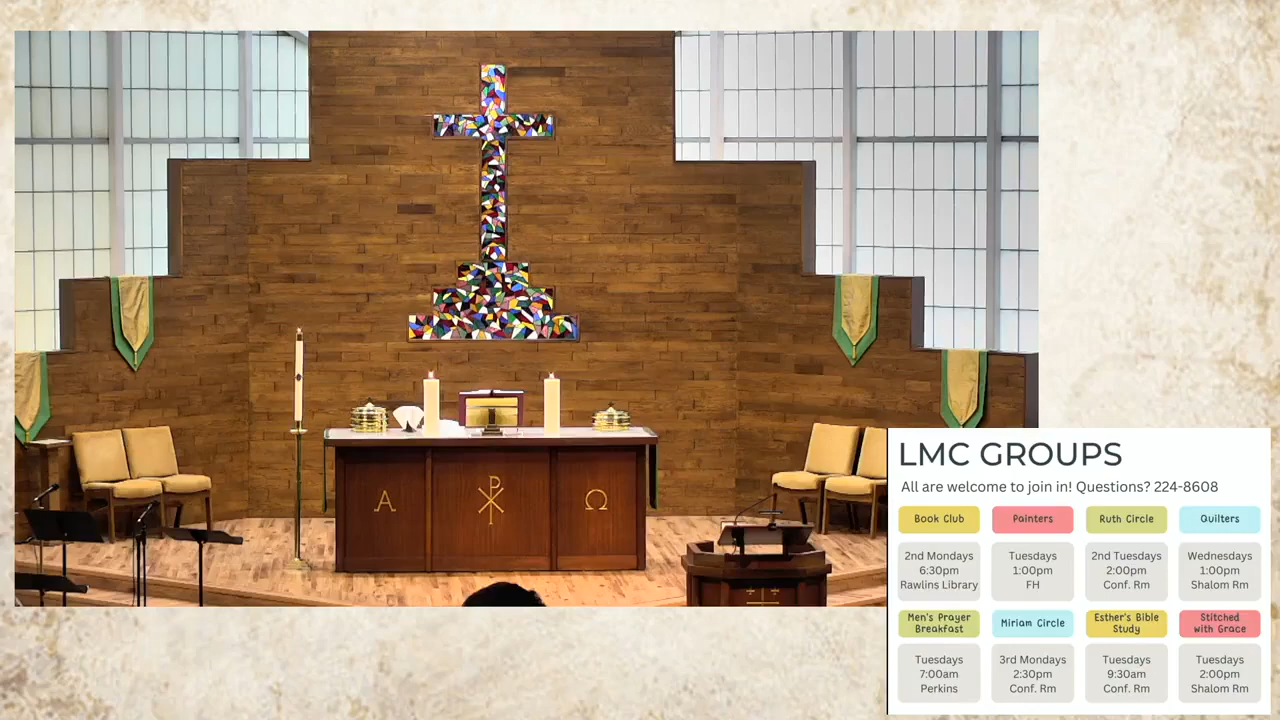 Α
Ω
LMC GROUPS
All are welcome to join in! Questions? 224-8608
Book Club
Painters
Ruth Circle
Quilters
2nd Mondays
6:30pm
Rawlins Library
Tuesdays
1:00pm
FH
2nd Tuesdays
2:00pm
Conf. Rm
Wednesdays
1:00pm
Shalom Rm
Men's Prayer
Breakfast
Miriam Circle
Esther's Bible
Study
Stitched
with Grace
Tuesdays
7:00am
Perkins
3rd Mondays
2:30pm
Conf. Rm
Tuesdays
9:30am
Conf. Rm
Tuesdays
2:00pm
Shalom Rm